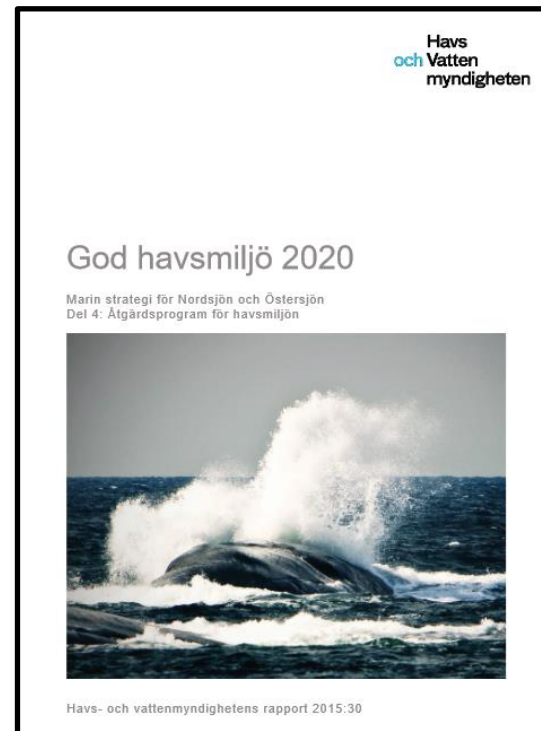 Havs
och Vatten
myndigheten
God havsmiljö 2020
Marin strategi för Nordsjön och Östersjön
Del 4: Åtgärdsprogram för havsmiljön
Havs- och vattenmyndighetens rapport 2015:30